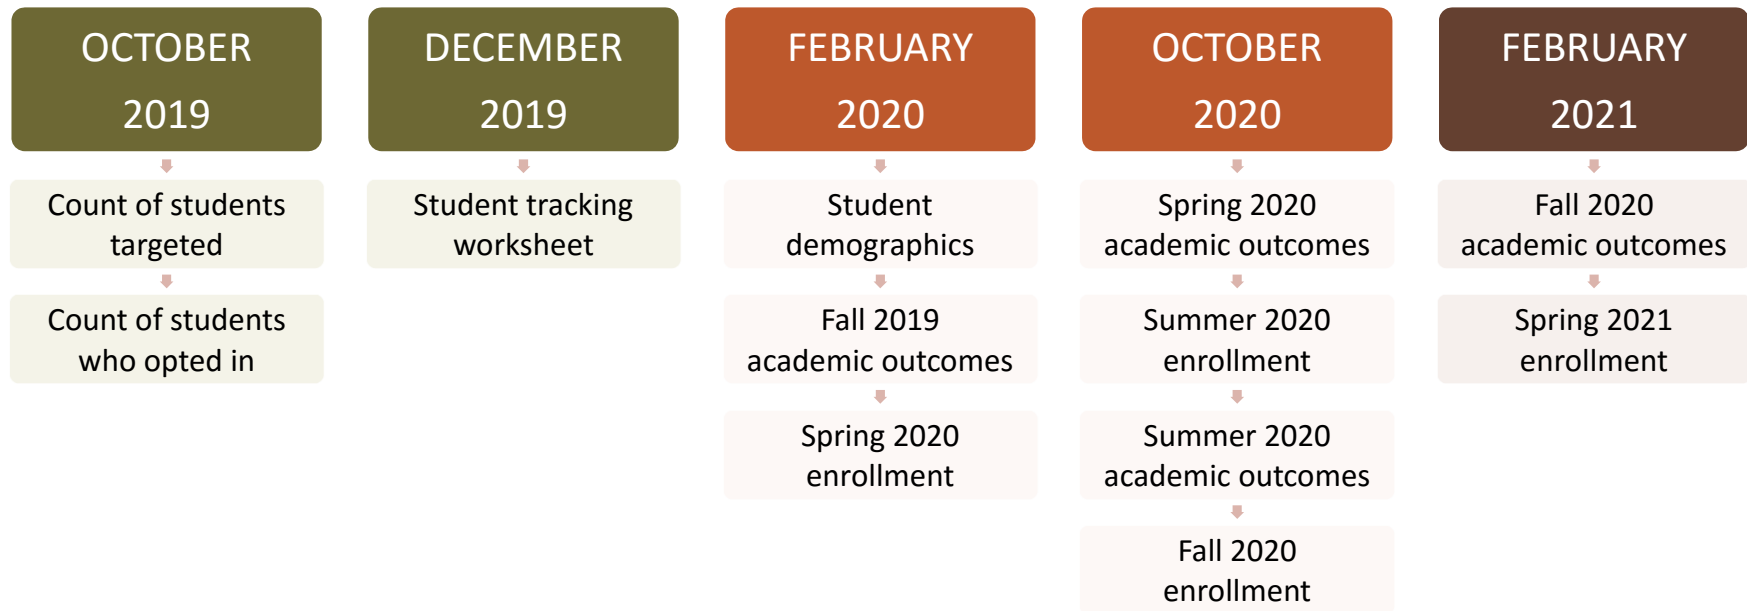 OCTOBER
2019
Count of students
targeted
Count of students
who opted in
DECEMBER
2019
Student tracking
worksheet
FEBRUARY
2020
Student
demographics
Fall 2019
academic outcomes
Spring 2020
enrollment
OCTOBER
2020
Spring 2020
academic outcomes
Summer 2020
enrollment
Summer 2020
academic outcomes
Fall 2020
enrollment
FEBRUARY
2021
Fall 2020
academic outcomes
Spring 2021
enrollment